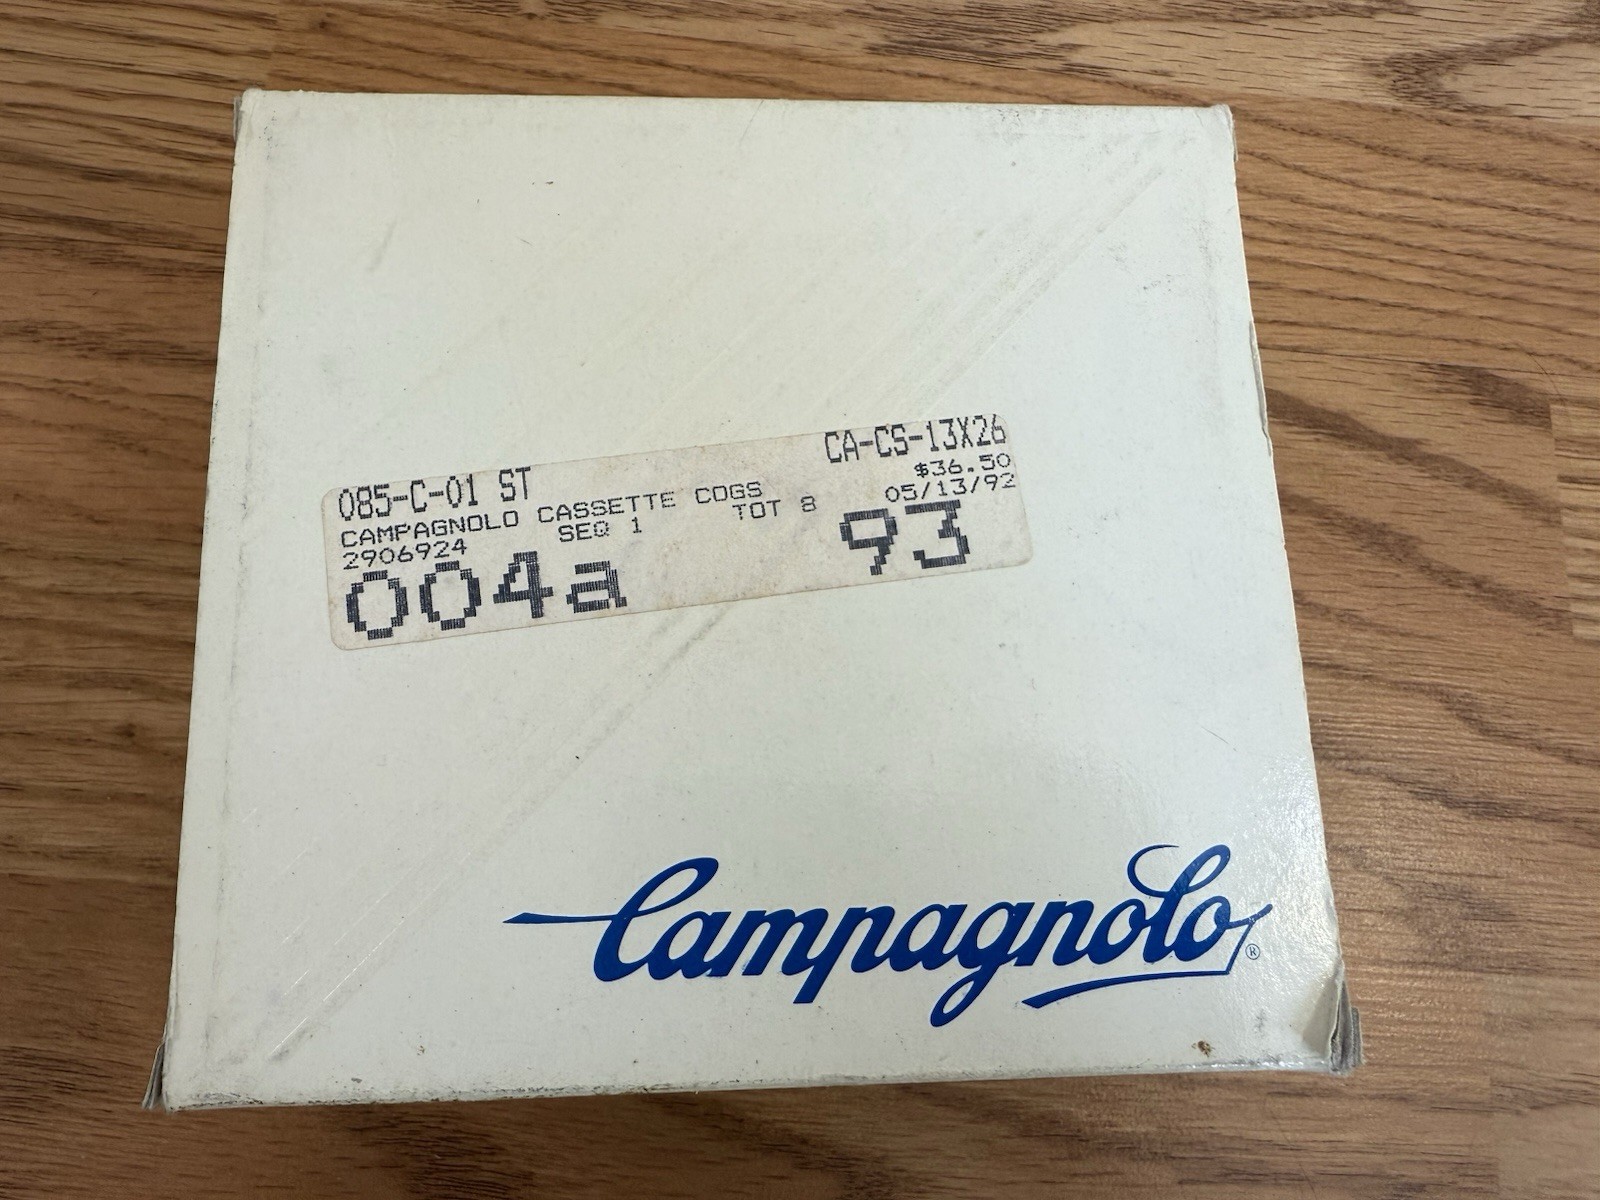 085-C-01 ST CA-CS-13X26
$36.50
CAMPAGNOLO CASSETTE COGS 05/13/92
2906924 SEQ 1 TOT 8
004a 93
Campagnolo®